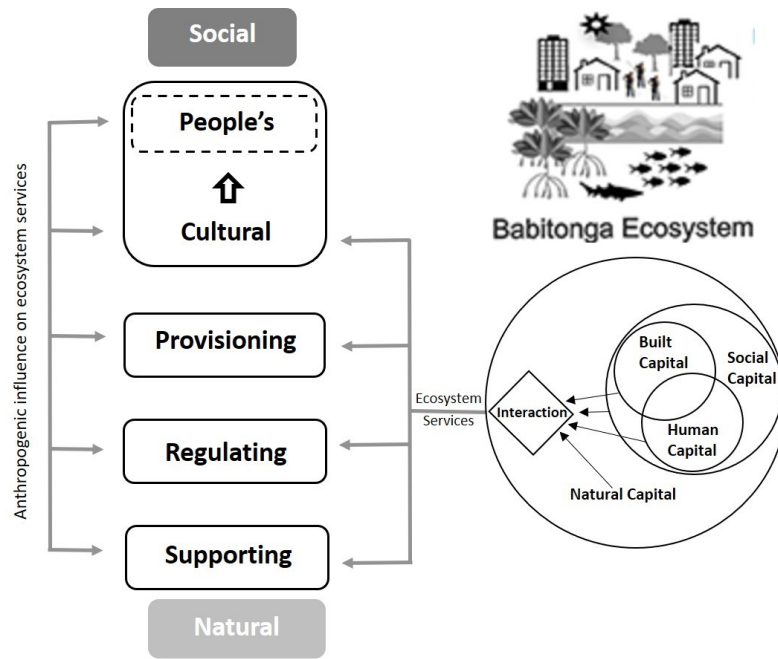 Social
People's
Cultural
Provisioning
Regulating
Supporting
Natural
Anthropogenic influence on ecosystem services
Babitonga Ecosystem
Ecosystem
Services
Interaction
Built
Capital
Social
Capital
Human
Capital
Natural Capital